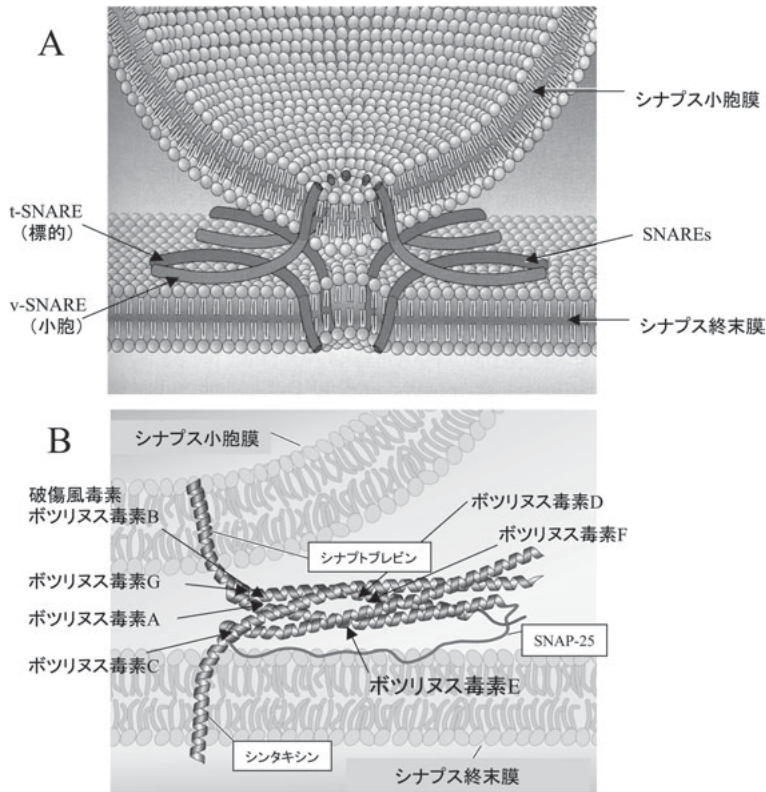 A
シナプス小胞膜
t-SNARE
(標的)
SNAREs
v-SNARE
(小胞)
シナプス終末膜
B
シナプス小胞膜
破傷風毒素
ボツリヌス毒素B
ボツリヌス毒素D
シナプトブレビン
ボツリヌス毒素F
ボツリヌス毒素G
ボツリヌス毒素A
SNAP-25
ボツリヌス毒素C
ボツリヌス毒素E
シンタキシン
シナプス終末膜